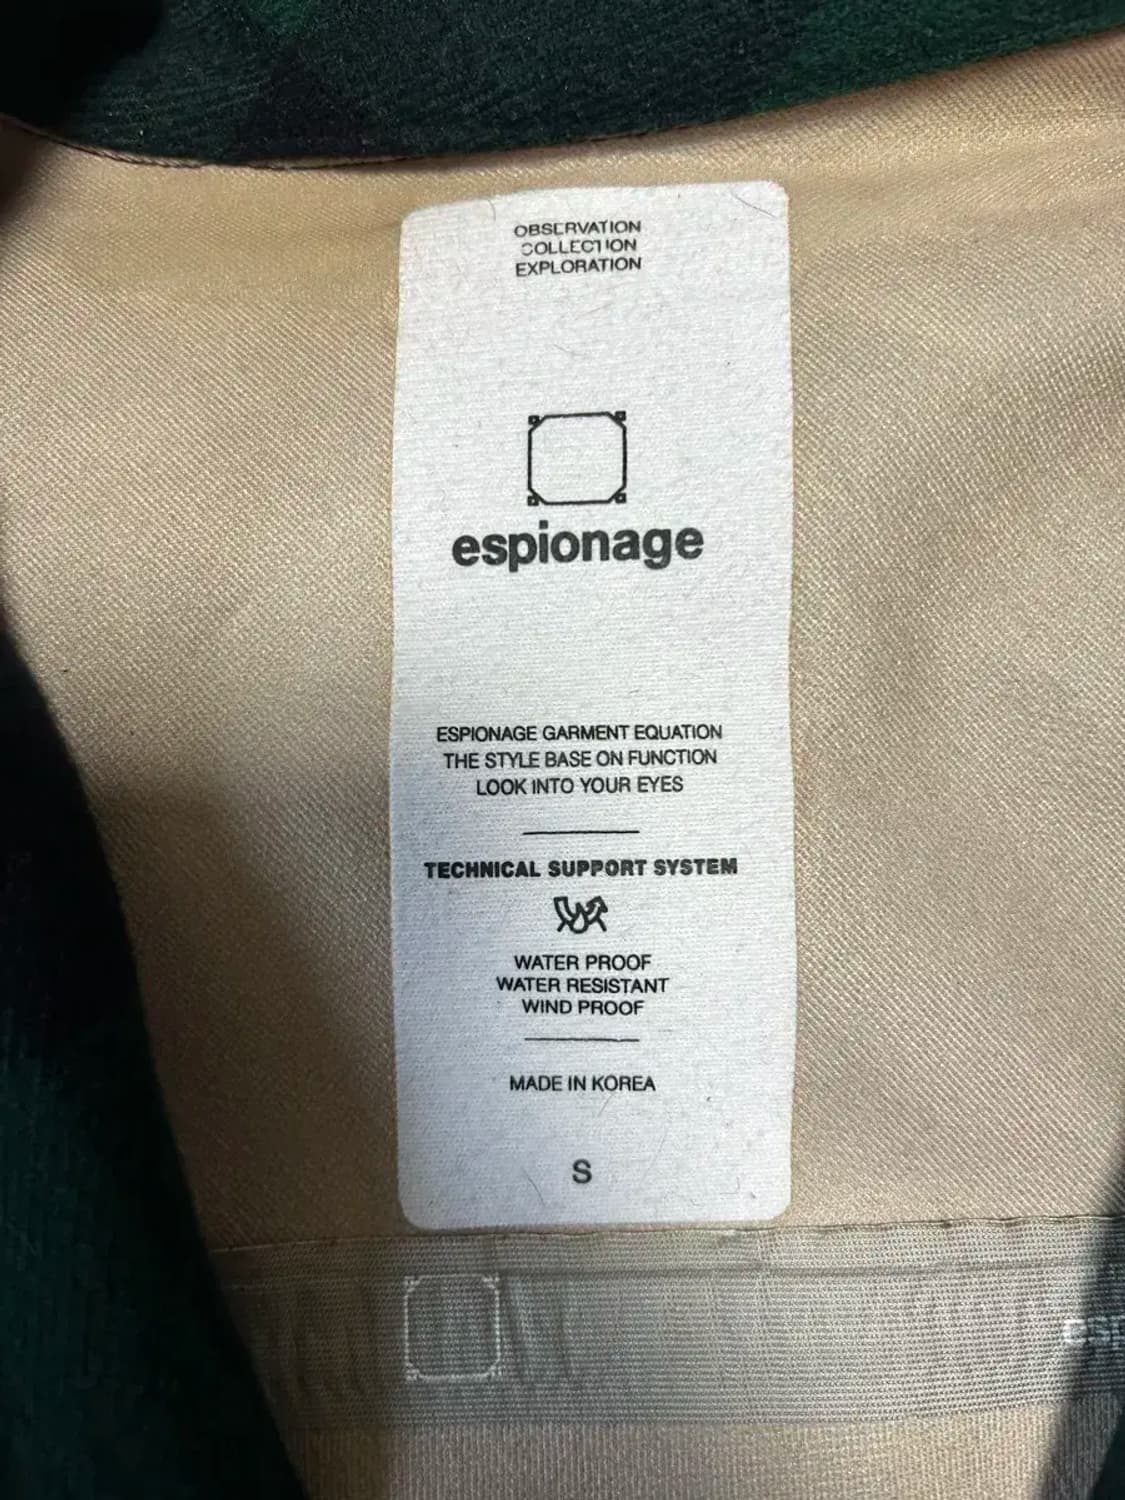 OBSERVATION
COLLECTION
EXPLORATION
espionage
ESPIONAGE GARMENT EQUATION
THE STYLE BASE ON FUNCTION
LOOK INTO YOUR EYES
TECHNICAL SUPPORT SYSTEM
WATER PROOF
WATER RESISTANT
WIND PROOF
MADE IN KOREA
S
esp